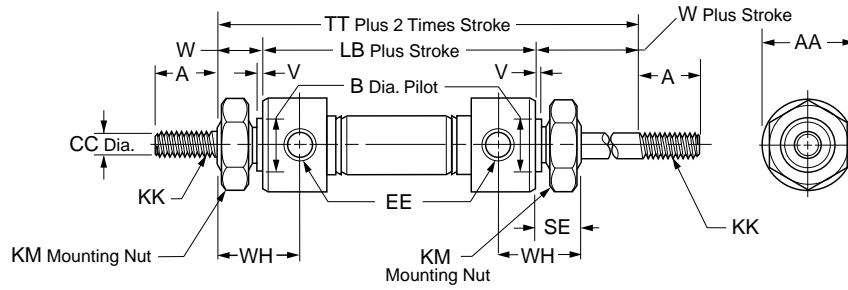 TT Plus 2 Times Stroke
W Plus Stroke
W
LB Plus Stroke
AA
A
V
V
A
B Dia. Pilot
CC Dia.
KK
EE
SE
KK
KM Mounting Nut
WH
KM
Mounting Nut
WH